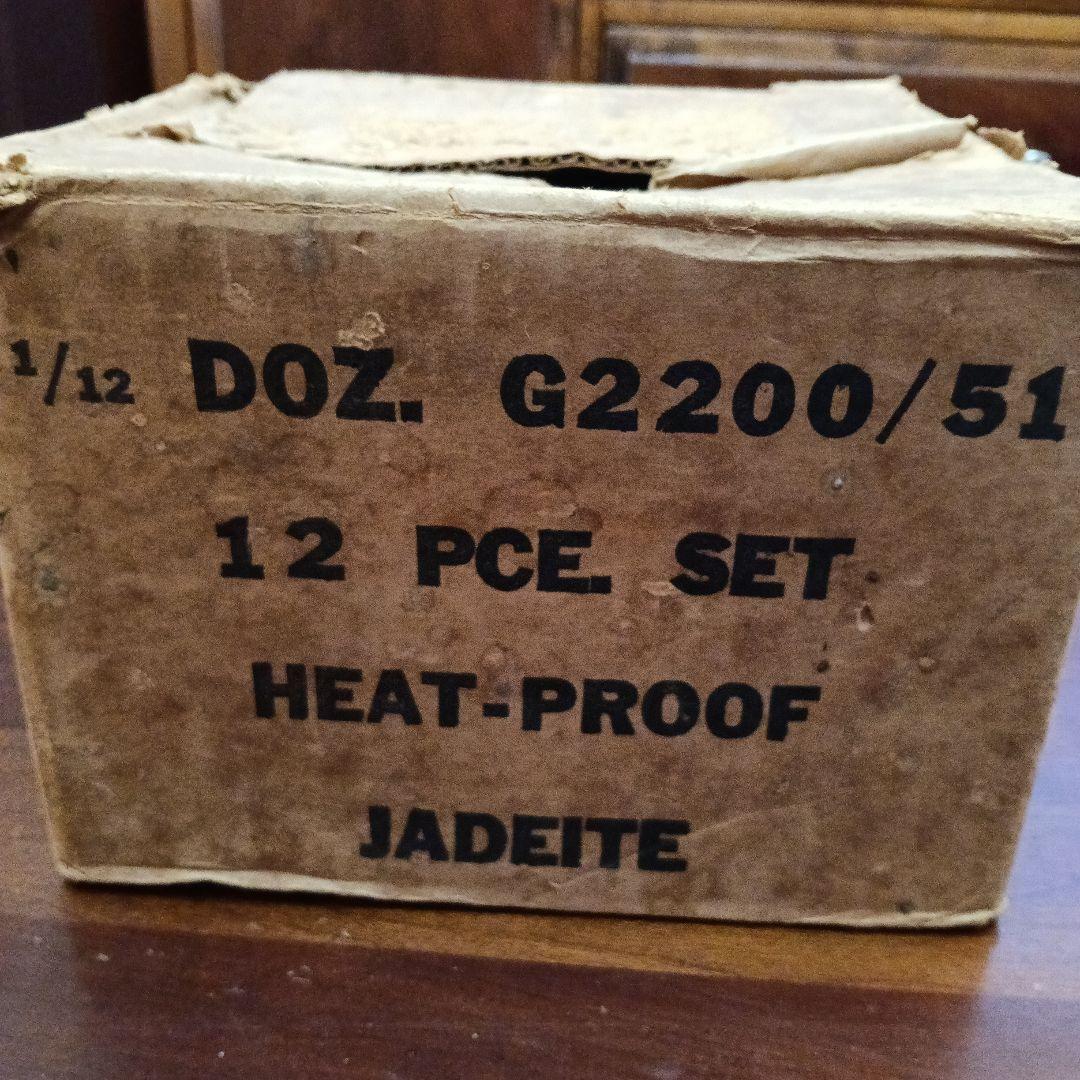 1/12 DOZ. G2200/51
12 PCE. SET
HEAT-PROOF
JADEITE